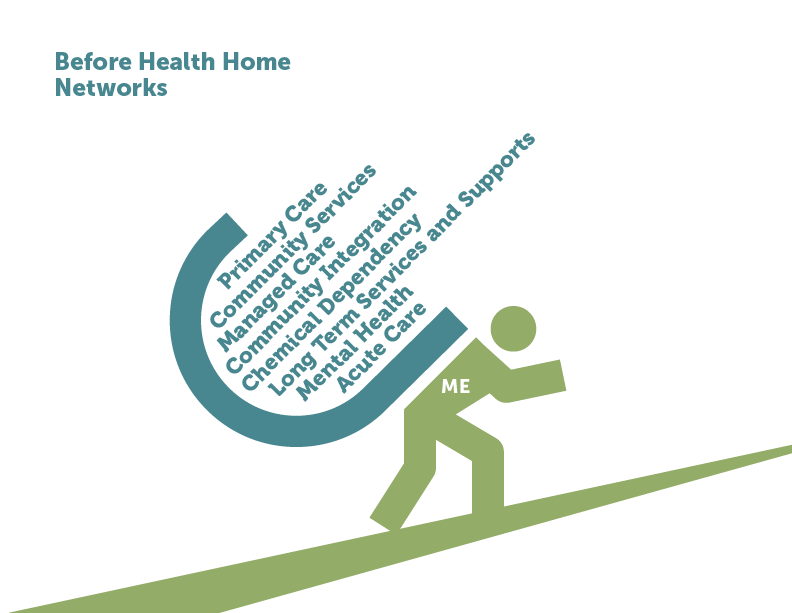 Before Health Home
Networks
Primary Care
Community Services
Managed Care
Community Integration
Chemical Dependency
Long Term Services and Supports
Mental Health
Acute Care
ME